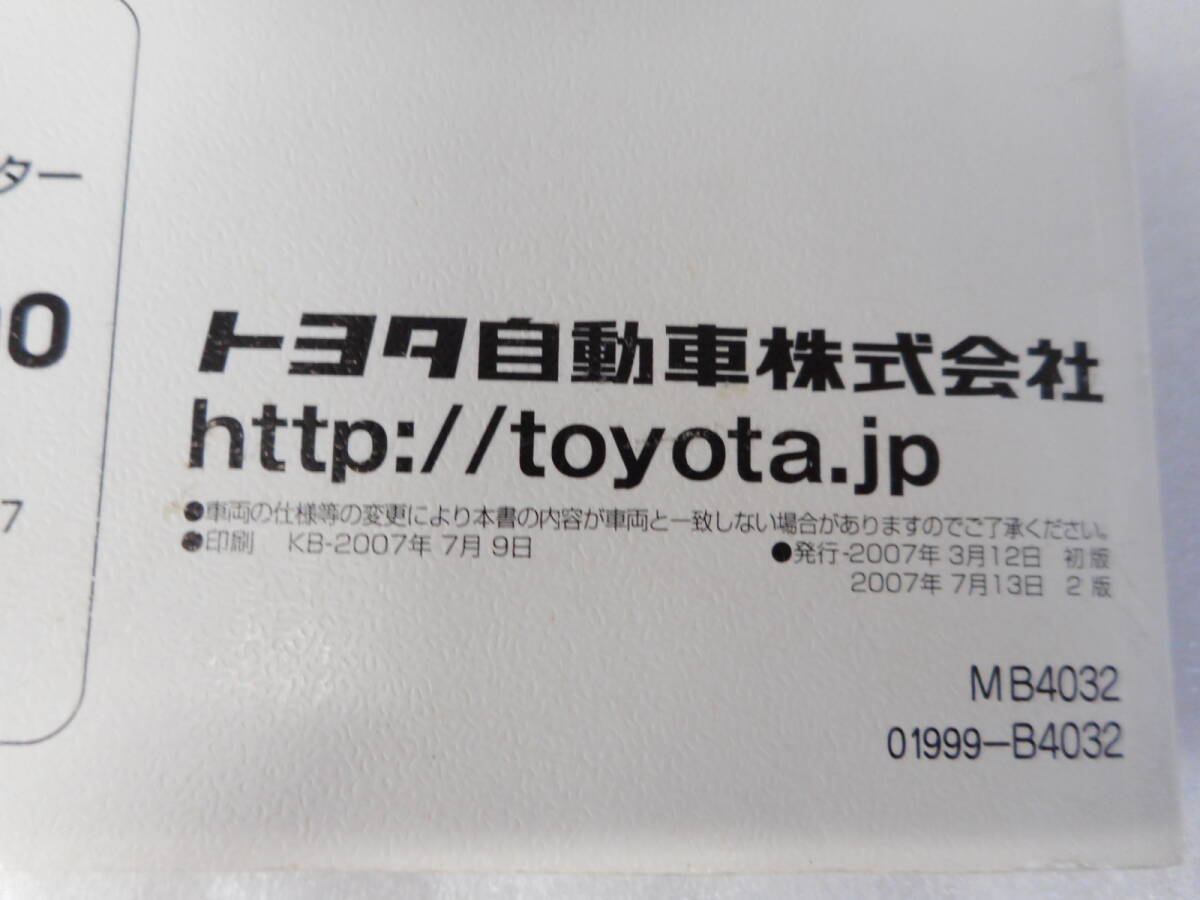 ター
00
7
トヨタ自動車株式会社
http://toyota.jp
●車両の仕様等の変更により本書の内容が車両と一致しない場合がありますのでご了承ください。
●印刷 KB-2007年 7月 9日 ●発行-2007年 3月12日 初版
2007年 7月13日 2版
MB4032
01999-B4032